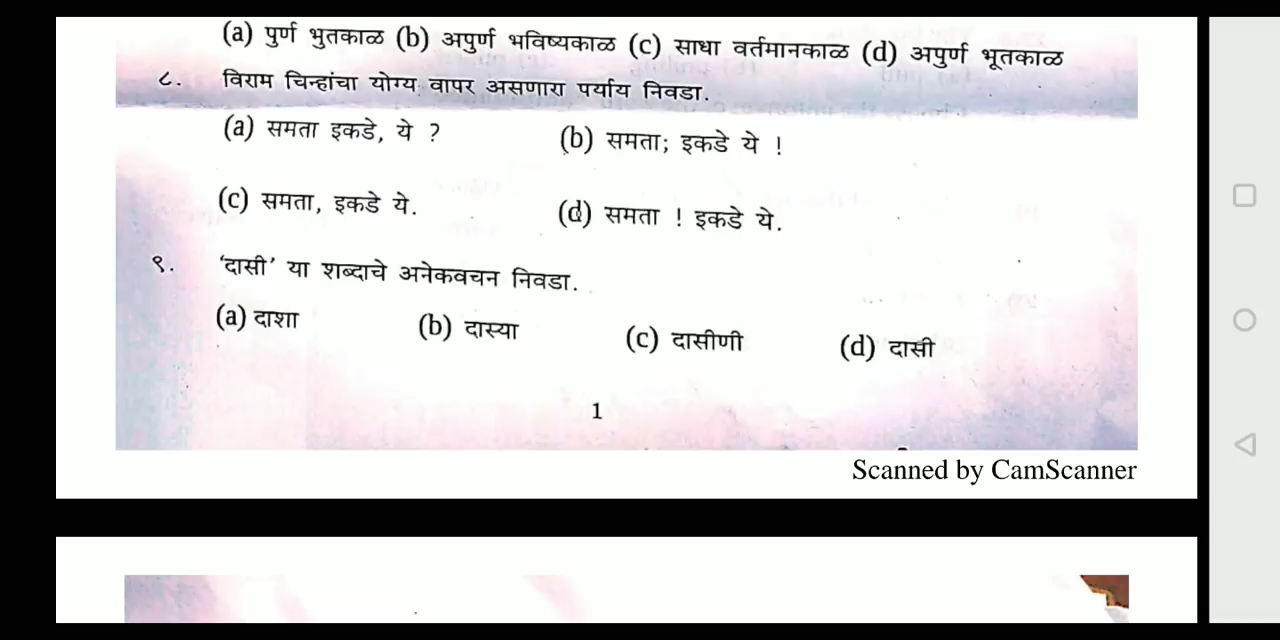 (a) पुर्ण भुतकाळ (b) अपुर्ण भविष्यकाळ (c) साधा वर्तमानकाळ (d) अपुर्ण भूतकाळ
८. विराम चिन्हांचा योग्य वापर असणारा पर्याय निवडा.
(a) समता इकडे, ये ? (b) समता; इकडे ये !
(c) समता, इकडे ये. (d) समता ! इकडे ये.
९. 'दासी' या शब्दाचे अनेकवचन निवडा.
(a) दाशा (b) दास्या (c) दासीणी (d) दासी
1
Scanned by CamScanner